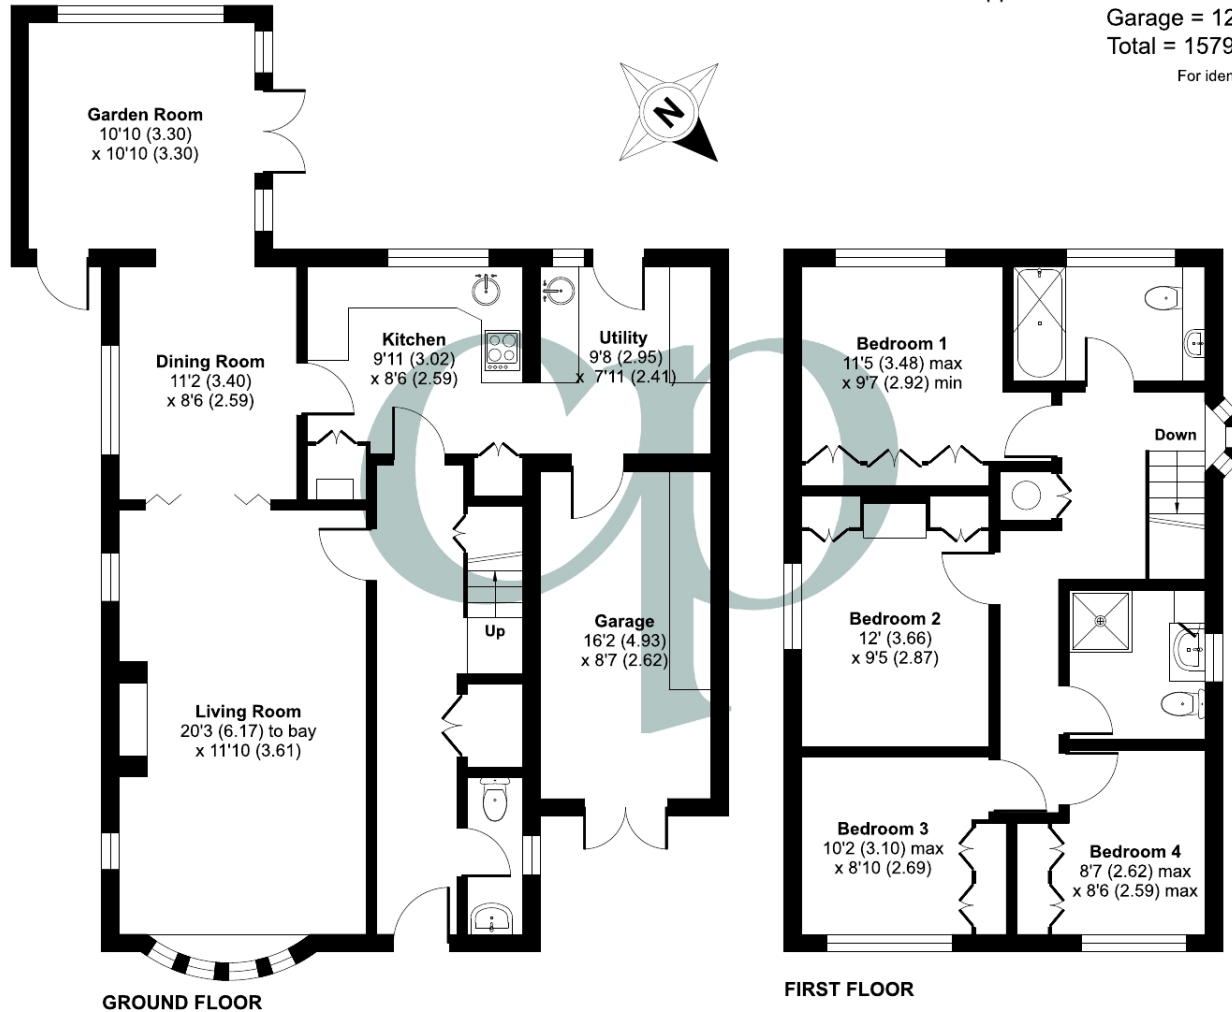 Garage = 12
Total = 1579
For iden
N
Garden Room
10'10 (3.30)
x 10'10 (3.30)
Dining Room
11'2 (3.40)
x 8'6 (2.59)
Kitchen
9'11 (3.02)
x 8'6 (2.59)
Utility
9'8 (2.95)
x 7'11 (2.41)
Up
Garage
16'2 (4.93)
x 8'7 (2.62)
Living Room
20'3 (6.17) to bay
x 11'10 (3.61)
GROUND FLOOR
Bedroom 1
11'5 (3.48) max
x 9'7 (2.92) min
Down
Bedroom 2
12' (3.66)
x 9'5 (2.87)
Bedroom 3
10'2 (3.10) max
x 8'10 (2.69)
Bedroom 4
8'7 (2.62) max
x 8'6 (2.59) max
FIRST FLOOR
cp